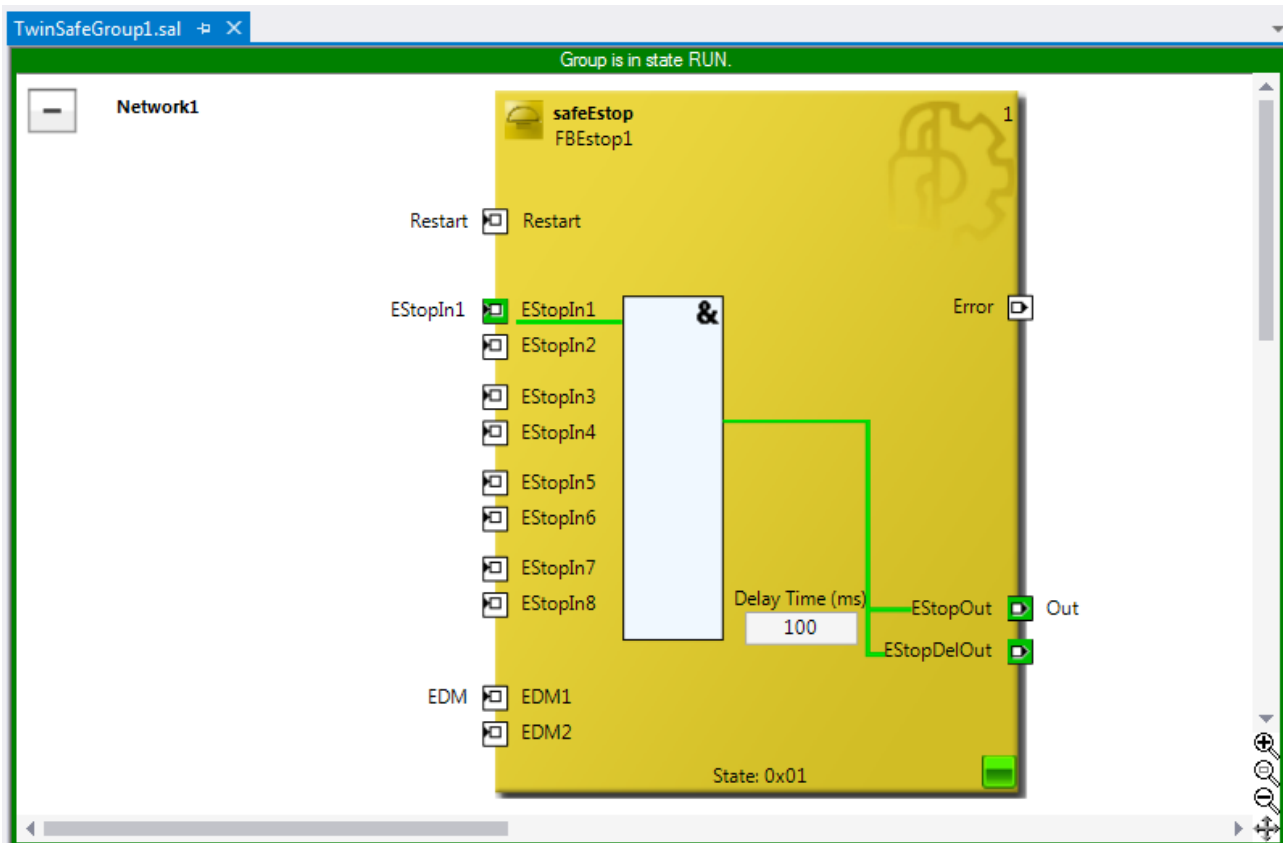 TwinSafeGroup1.sal
Group is in state RUN.
Network1
safeEstop
1
FBEstop1
Restart Restart
EStopIn1 EStopIn1 & Error
EStopIn2
EStopIn3
EStopIn4
EStopIn5
EStopIn6
EStopIn7
EStopIn8 Delay Time (ms) EStopOut Out
100
EStopDelOut
EDM EDM1
EDM2
State: 0x01